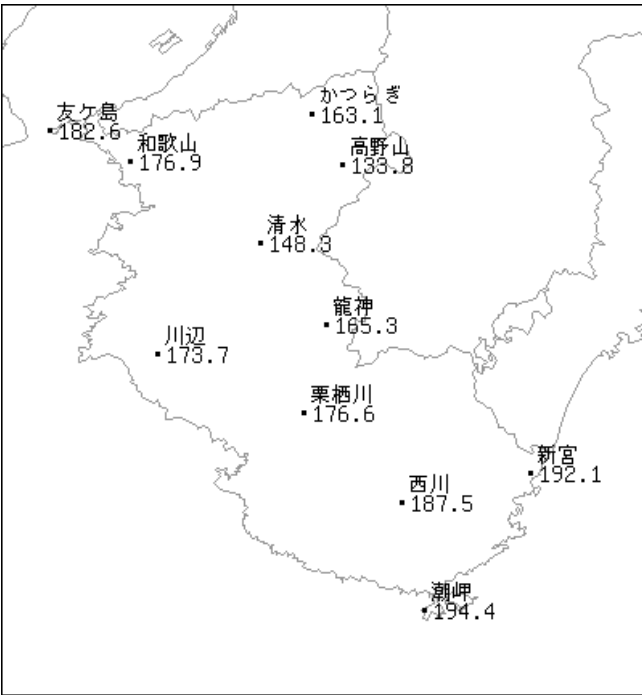 かつらぎ
163.1
友ケ島
182.6
和歌山
176.9
高野山
133.8
清水
148.3
龍神
165.3
川辺
173.7
栗栖川
176.6
新宮
192.1
西川
187.5
潮岬
194.4